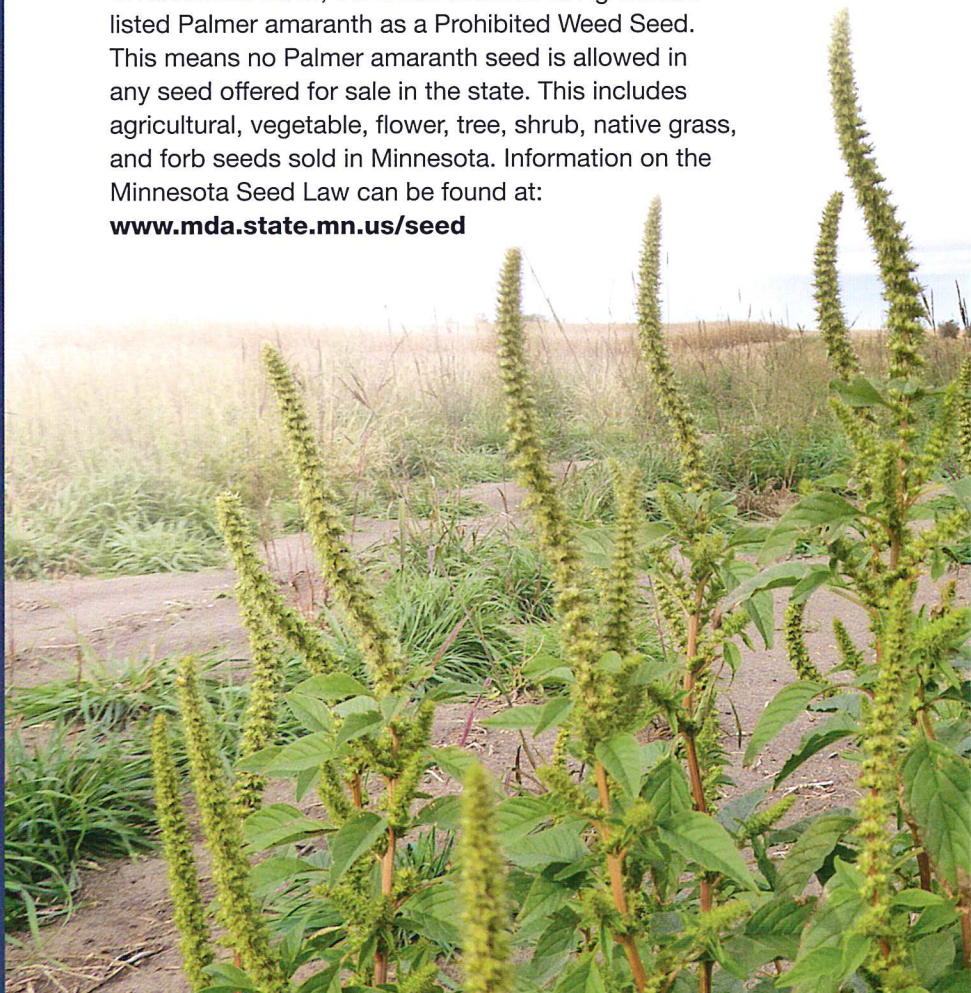 listed Palmer amaranth as a Prohibited Weed Seed.
This means no Palmer amaranth seed is allowed in
any seed offered for sale in the state. This includes
agricultural, vegetable, flower, tree, shrub, native grass,
and forb seeds sold in Minnesota. Information on the
Minnesota Seed Law can be found at:
www.mda.state.mn.us/seed